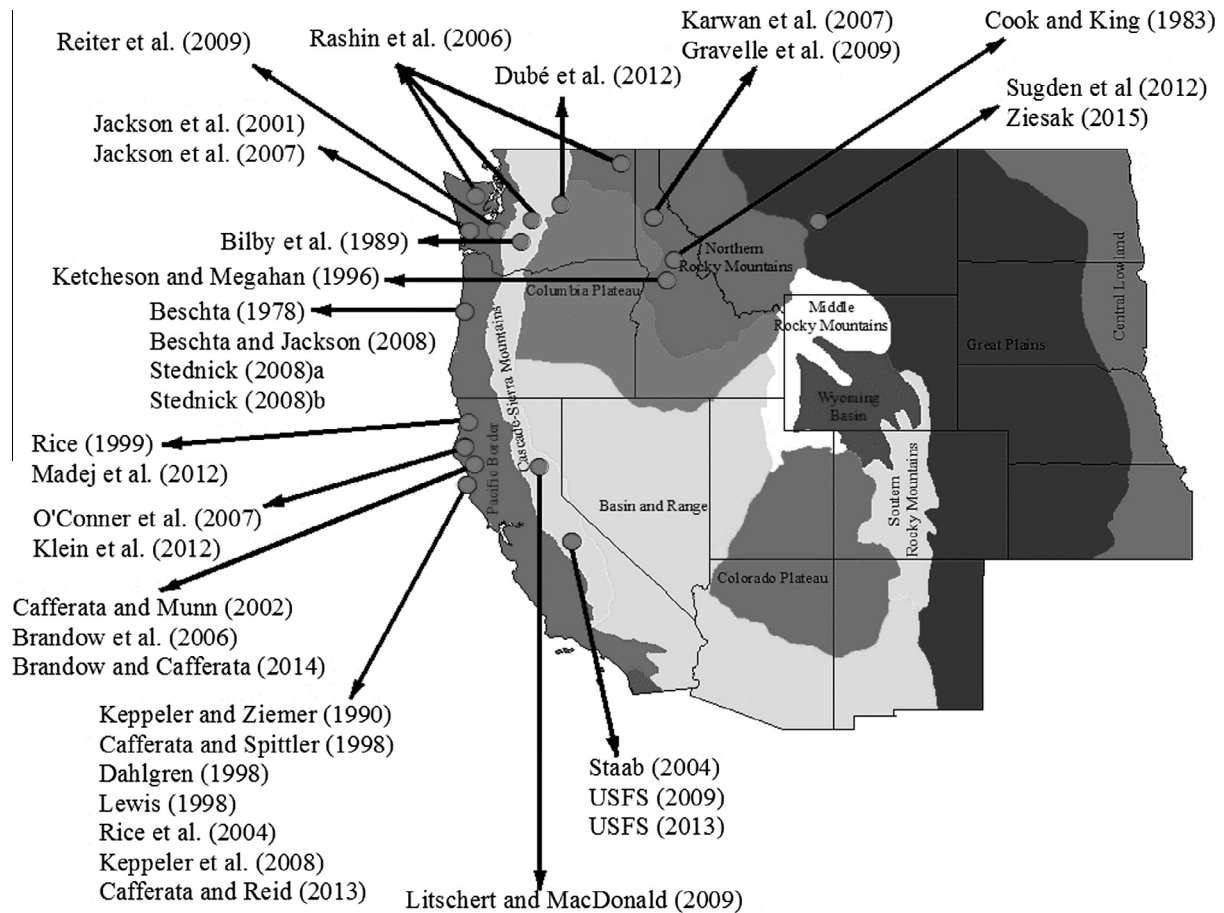 Reiter et al. (2009)
Rashin et al. (2006)
Karwan et al. (2007)
Gravelle et al. (2009)
Cook and King (1983)
Dubé et al. (2012)
Sugden et al (2012)
Ziesak (2015)
Jackson et al. (2001)
Jackson et al. (2007)
Bilby et al. (1989)
Ketcheson and Megahan (1996)
Beschta (1978)
Beschta and Jackson (2008)
Stednick (2008)a
Stednick (2008)b
Rice (1999)
Madej et al. (2012)
O'Conner et al. (2007)
Klein et al. (2012)
Cafferata and Munn (2002)
Brandow et al. (2006)
Brandow and Cafferata (2014)
Keppeler and Ziemer (1990)
Cafferata and Spittler (1998)
Dahlgren (1998)
Lewis (1998)
Rice et al. (2004)
Keppeler et al. (2008)
Cafferata and Reid (2013)
Litschert and MacDonald (2009)
Staab (2004)
USFS (2009)
USFS (2013)
Northern
Rocky Mountains
Columbia Plateau
Middle
Rocky Mountains
Great Plains
Central Lowland
Wyoming
Basin
Cascade-Sierra Mountains
Pacific Border
Basin and Range
Soutern
Rocky Mountains
Colorado Plateau